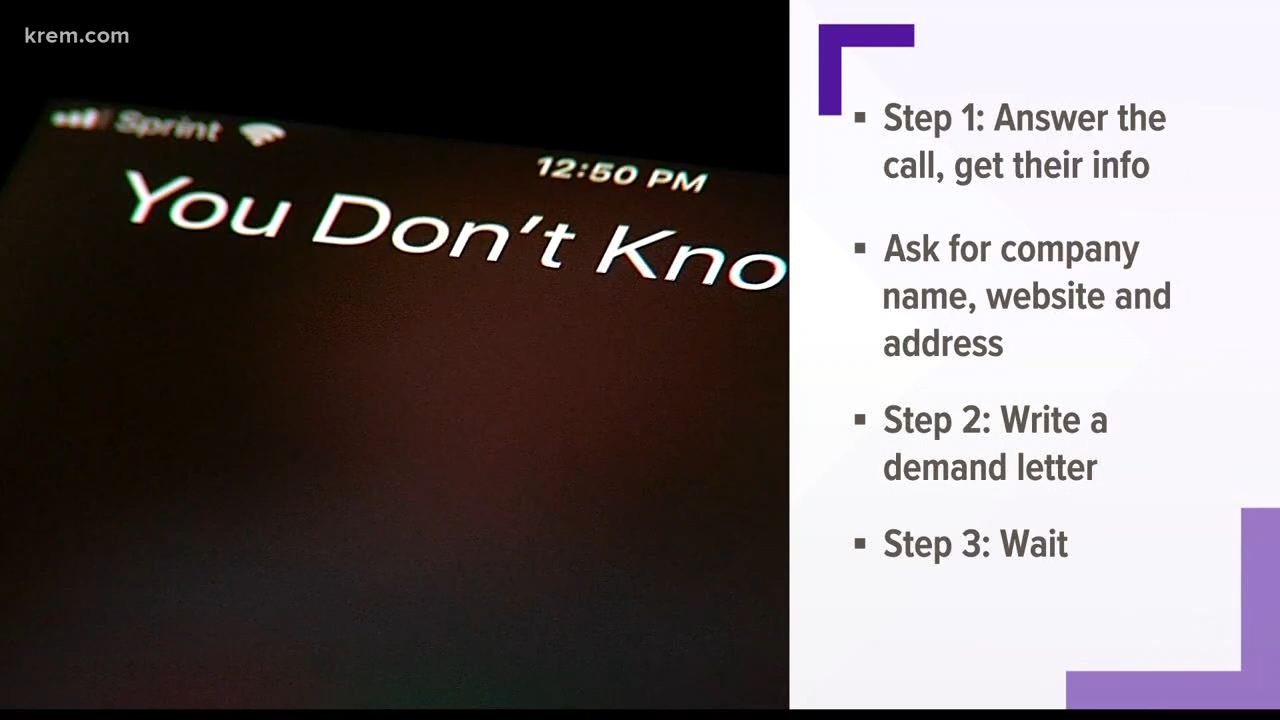 krem.com
Sprint
12:50 PM
You Don't Kno
▪ Step 1: Answer the
call, get their info
▪ Ask for company
name, website and
address
▪ Step 2: Write a
demand letter
▪ Step 3: Wait